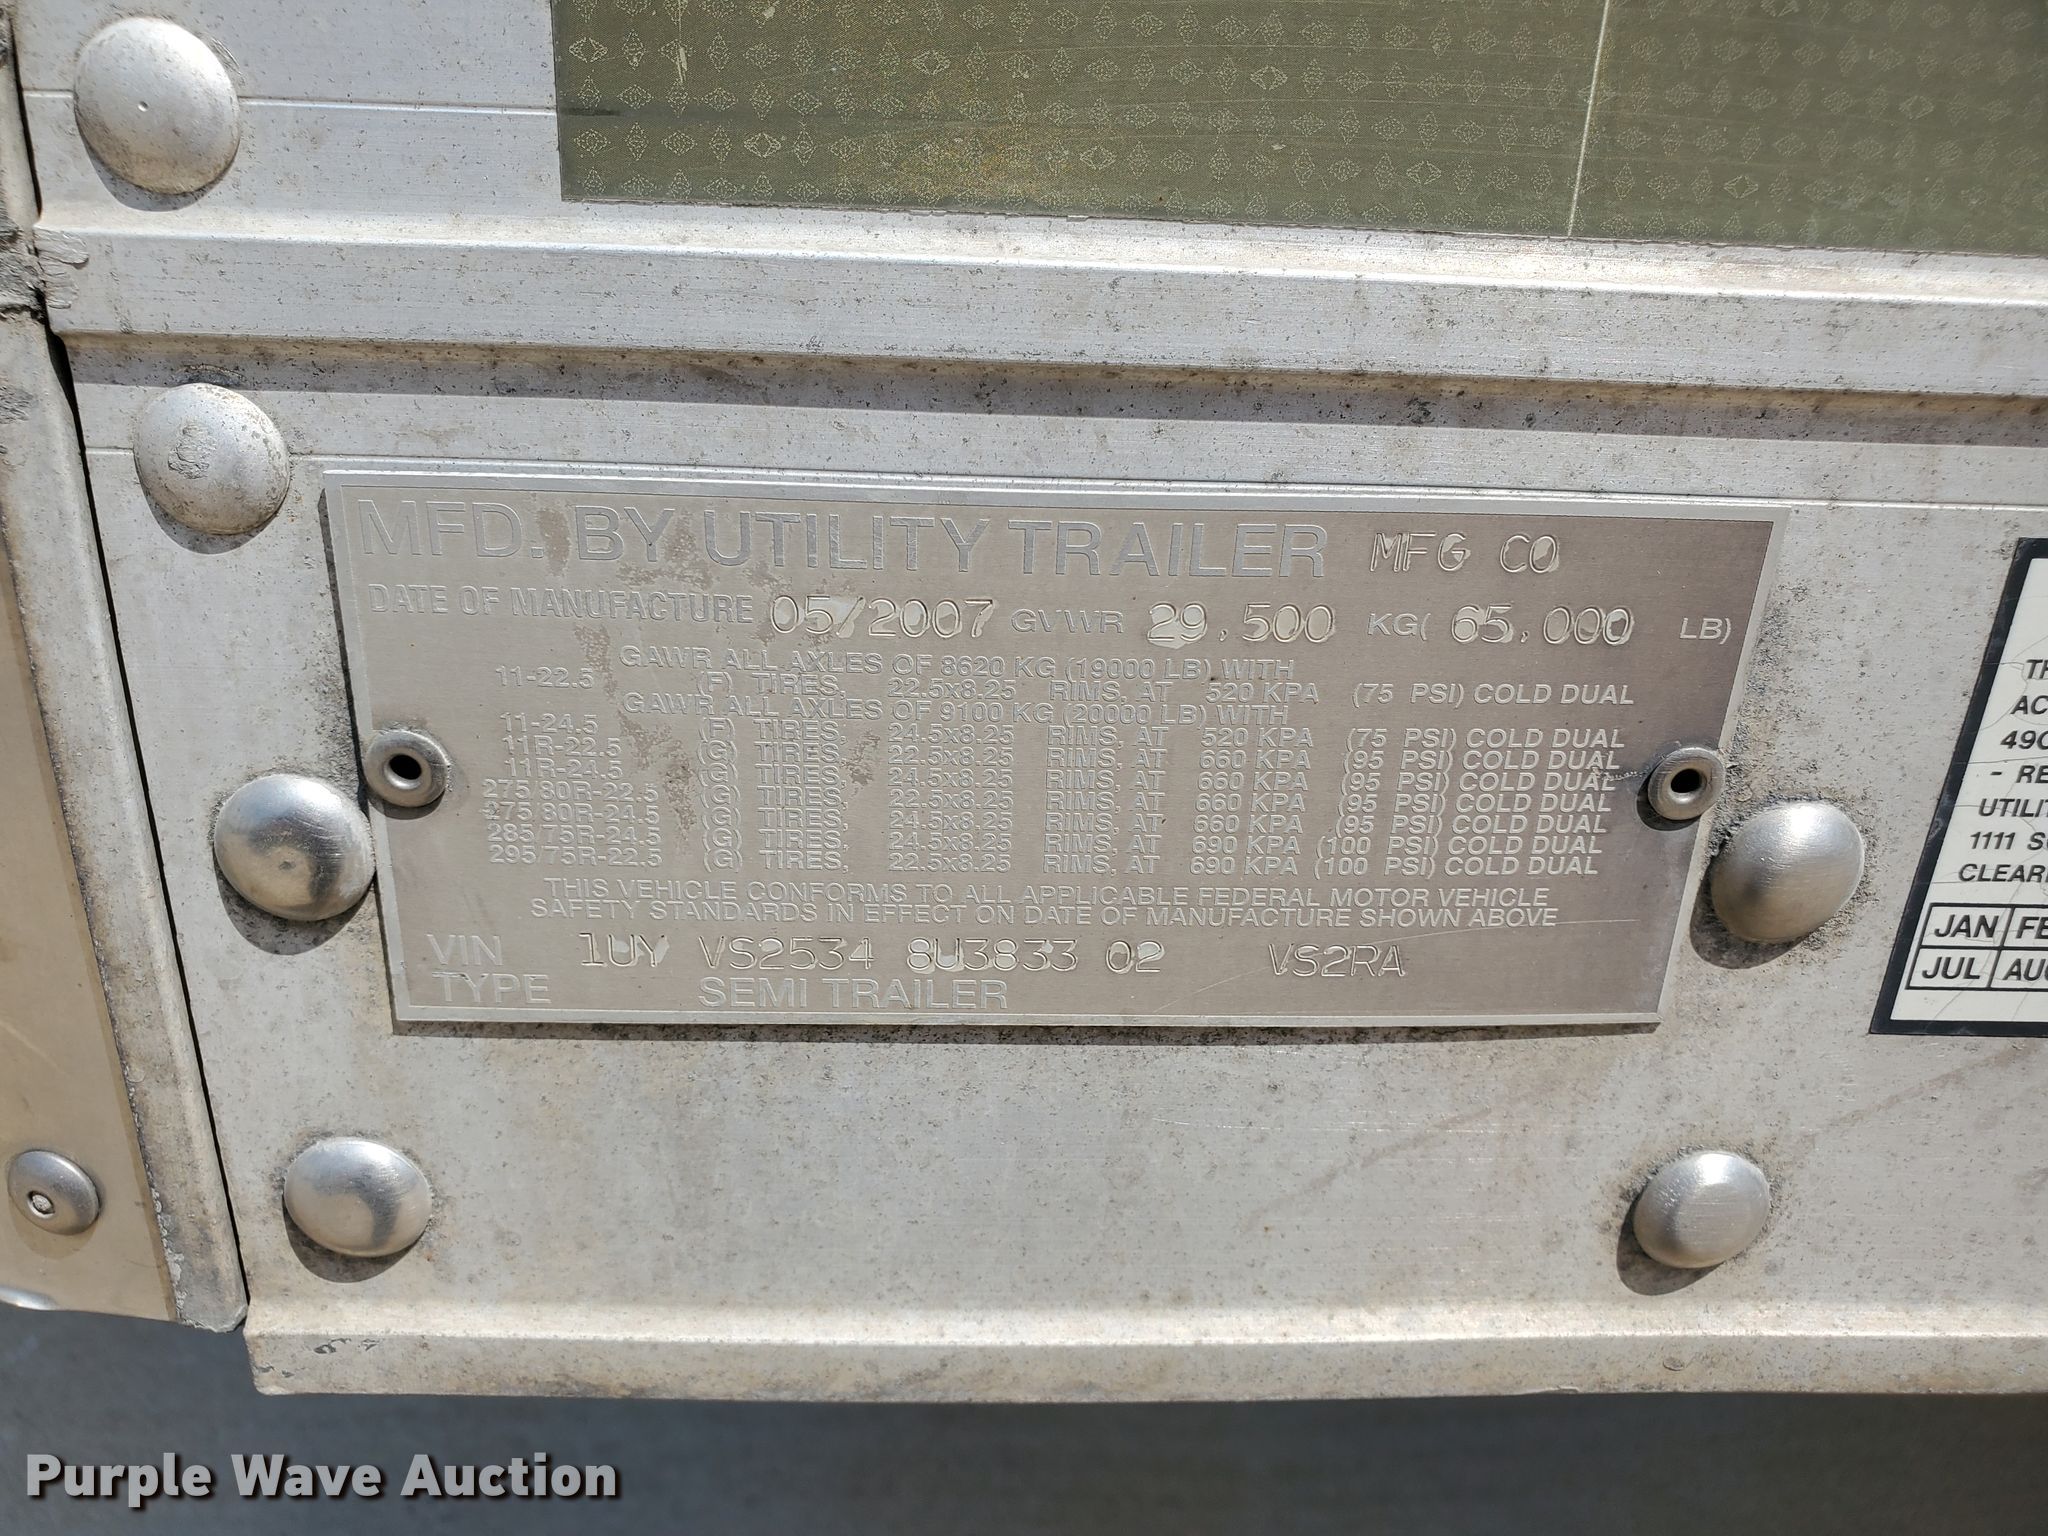 MFD. BY UTILITY TRAILER MFG CO
DATE OF MANUFACTURE 05/2007 GVWR 29,500 KG( 65,000 LB)
GAWR ALL AXLES OF 8620 KG (19000 LB) WITH
11-22.5 (F) TIRES, 22.5x8.25 RIMS, AT 520 KPA (75 PSI) COLD DUAL
GAWR ALL AXLES OF 9100 KG (20000 LB) WITH
11-24.5 (F) TIRES, 24.5x8.25 RIMS, AT 520 KPA (75 PSI) COLD DUAL
11R-22.5 (G) TIRES, 22.5x8.25 RIMS, AT 660 KPA (95 PSI) COLD DUAL
11R-24.5 (G) TIRES, 24.5x8.25 RIMS, AT 660 KPA (95 PSI) COLD DUAL
275/80R-22.5 (G) TIRES, 22.5x8.25 RIMS, AT 660 KPA (95 PSI) COLD DUAL
275/80R-24.5 (G) TIRES, 24.5x8.25 RIMS, AT 660 KPA (95 PSI) COLD DUAL
285/75R-24.5 (G) TIRES, 24.5x8.25 RIMS, AT 690 KPA (100 PSI) COLD DUAL
295/75R-22.5 (G) TIRES, 22.5x8.25 RIMS, AT 690 KPA (100 PSI) COLD DUAL
THIS VEHICLE CONFORMS TO ALL APPLICABLE FEDERAL MOTOR VEHICLE
SAFETY STANDARDS IN EFFECT ON DATE OF MANUFACTURE SHOWN ABOVE
VIN 1UY VS2534 8U3833 02 VS2RA
TYPE SEMI TRAILER
TH
AC
49C
- RE
UTILIT
1111 S
CLEAR
JAN FE
JUL AUG
Purple Wave Auction